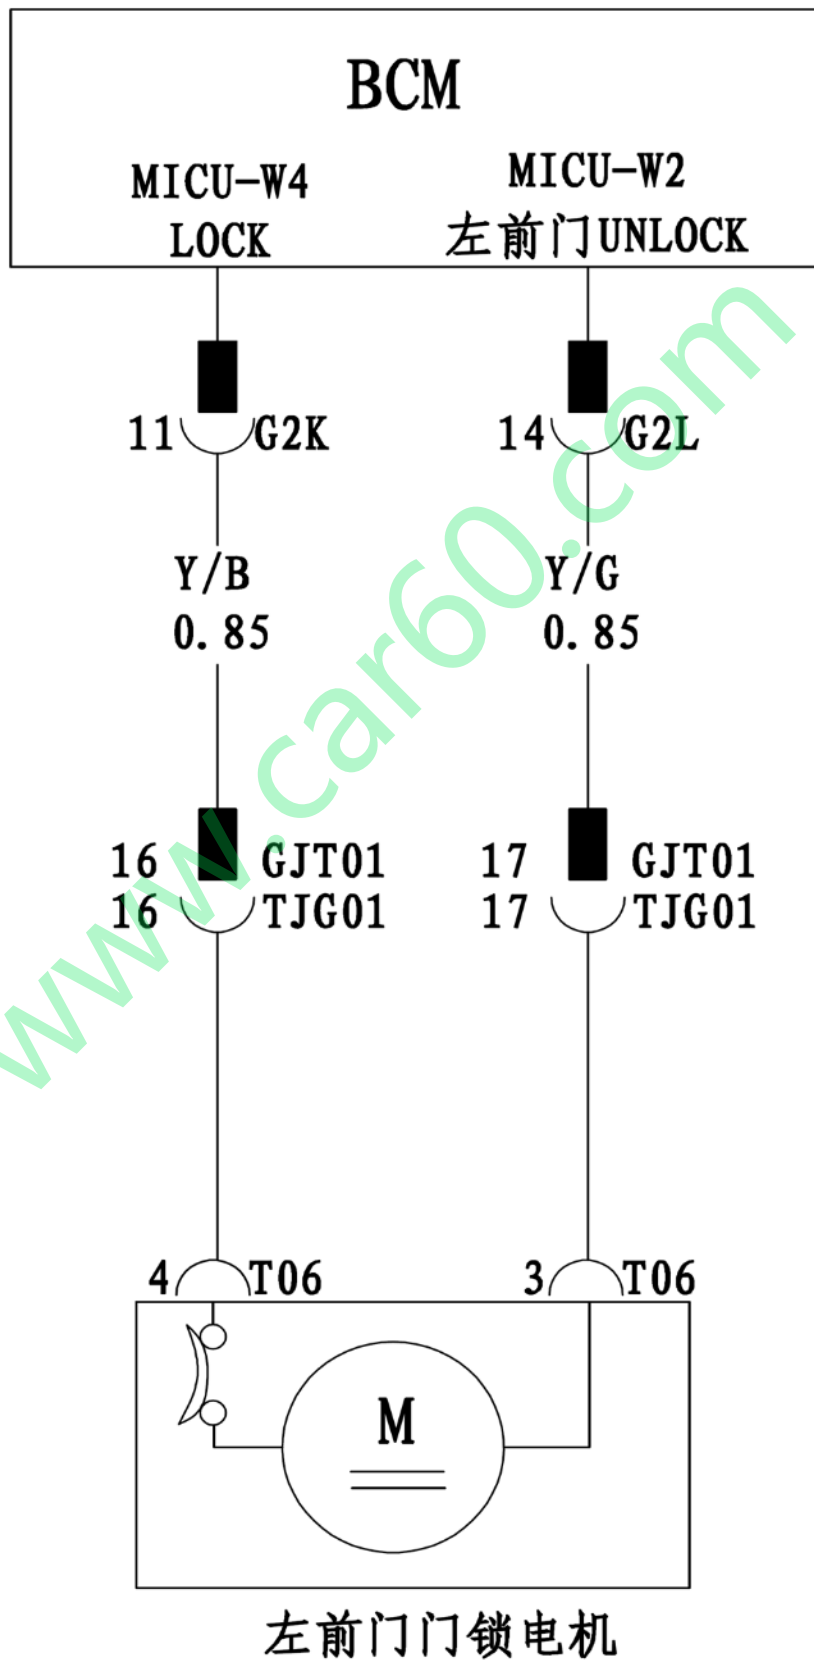 BCM
MICU-W4
MICU-W2
LOCK
左前门UNLOCK
11
G2K
14
G2L
Y/B
Y/G
0.85
0.85
16
GJT01
17
GJT01
16
TJG01
17
TJG01
4
T06
3
T06
M
左前门门锁电机
www.car60.com